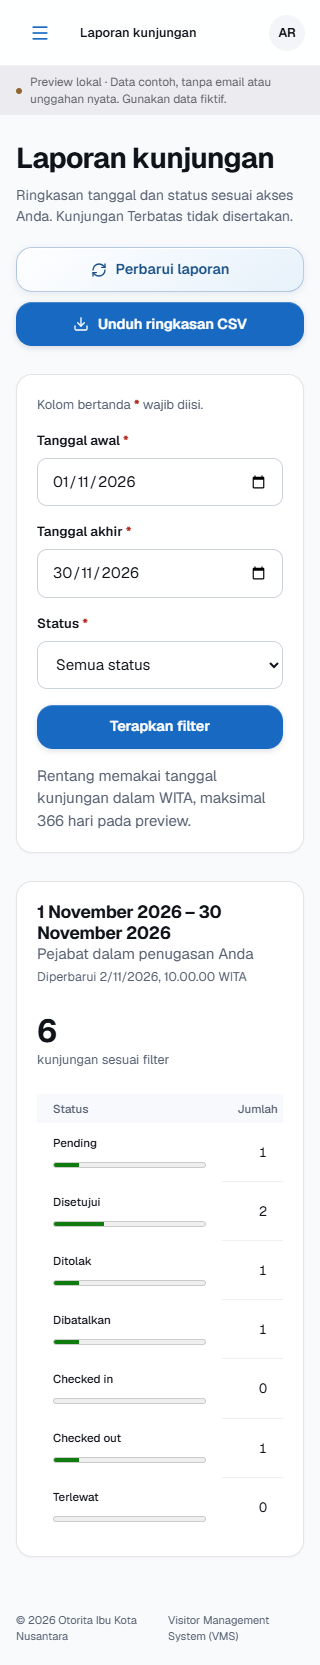 Laporan kunjungan
AR
Preview lokal · Data contoh, tanpa email atau
unggahan nyata. Gunakan data fiktif.
Laporan kunjungan
Ringkasan tanggal dan status sesuai akses
Anda. Kunjungan Terbatas tidak disertakan.
Perbarui laporan
Unduh ringkasan CSV
Kolom bertanda * wajib diisi.
Tanggal awal *
01/11/2026
Tanggal akhir *
30/11/2026
Status *
Semua status
Terapkan filter
Rentang memakai tanggal
kunjungan dalam WITA, maksimal
366 hari pada preview.
1 November 2026 – 30
November 2026
Pejabat dalam penugasan Anda
Diperbarui 2/11/2026, 10.00.00 WITA
6
kunjungan sesuai filter
Status Jumlah
Pending 1
Disetujui 2
Ditolak 1
Dibatalkan 1
Checked in 0
Checked out 1
Terlewat 0
© 2026 Otorita Ibu Kota
Nusantara
Visitor Management
System (VMS)